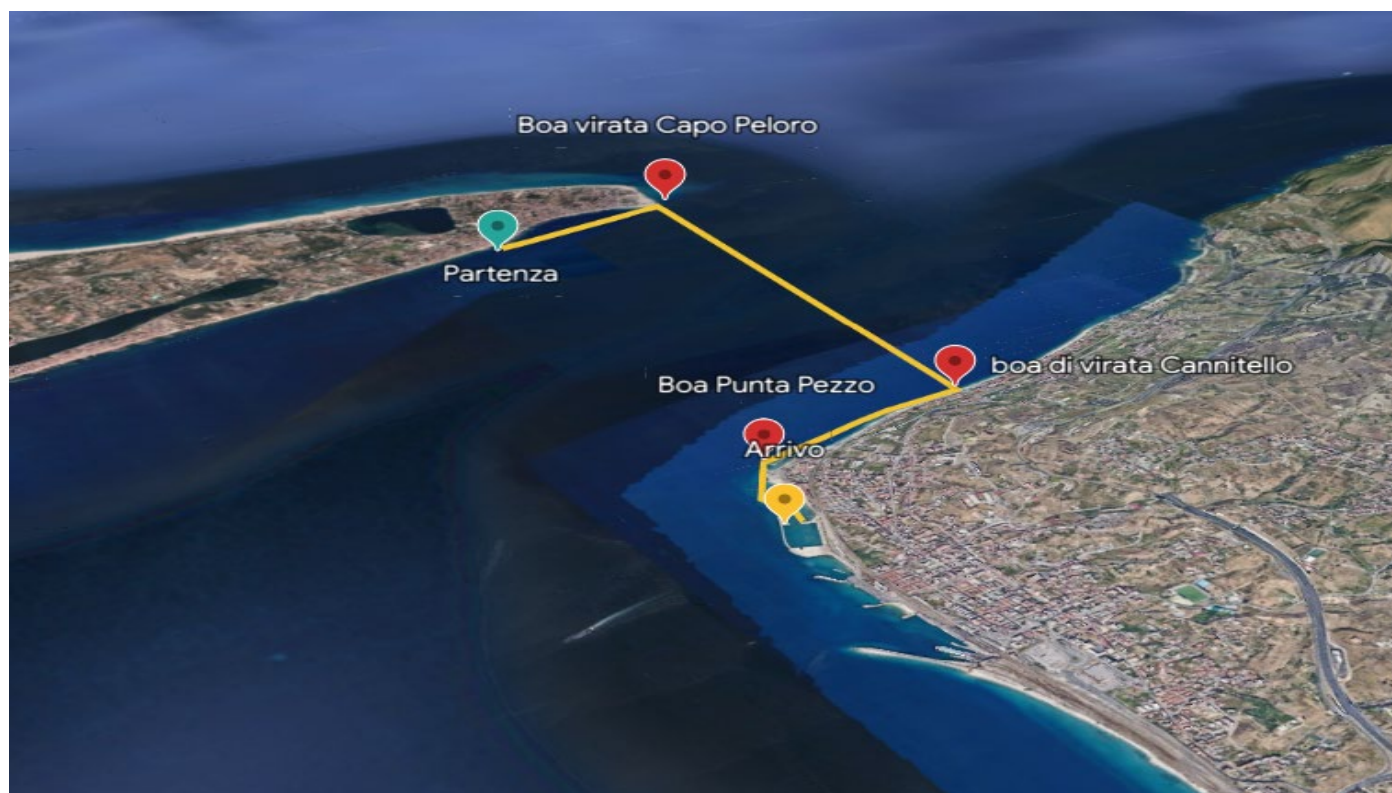 Boa virata Capo Peloro
Partenza
boa di virata Cannitello
Boa Punta Pezzo
Arrivo